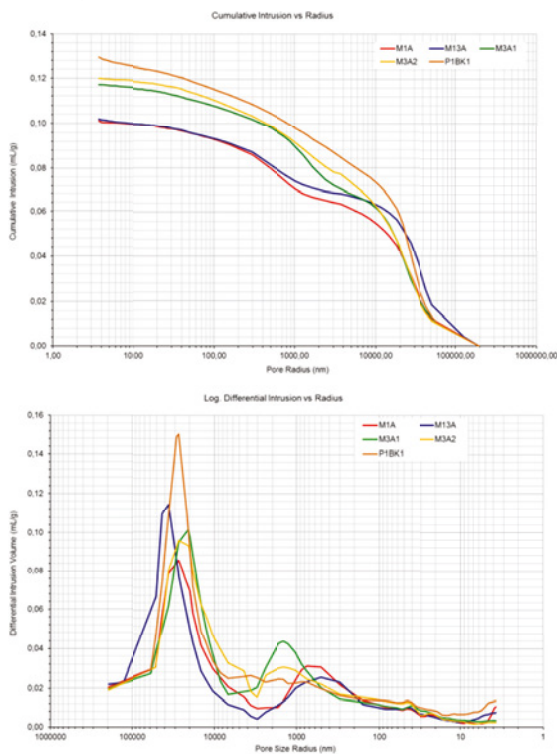 Cumulative Intrusion vs Radius
0,14
M1A M13A M3A1
M3A2 P1BK1
0,12
0,10
0,08
0,06
0,04
0,02
0,00
Cumulative Intrusion (mL/g)
1,00 10,00 100,00 1000,00 10000,00 100000,00 1000000,00
Pore Radius (nm)
Log. Differential Intrusion vs Radius
0,16
M1A M13A
M3A1 M3A2
P1BK1
0,14
0,12
0,10
0,08
0,06
0,04
0,02
0,00
Differential Intrusion Volume (mL/g)
1000000 100000 10000 1000 100 10 1
Pore Size Radius (nm)